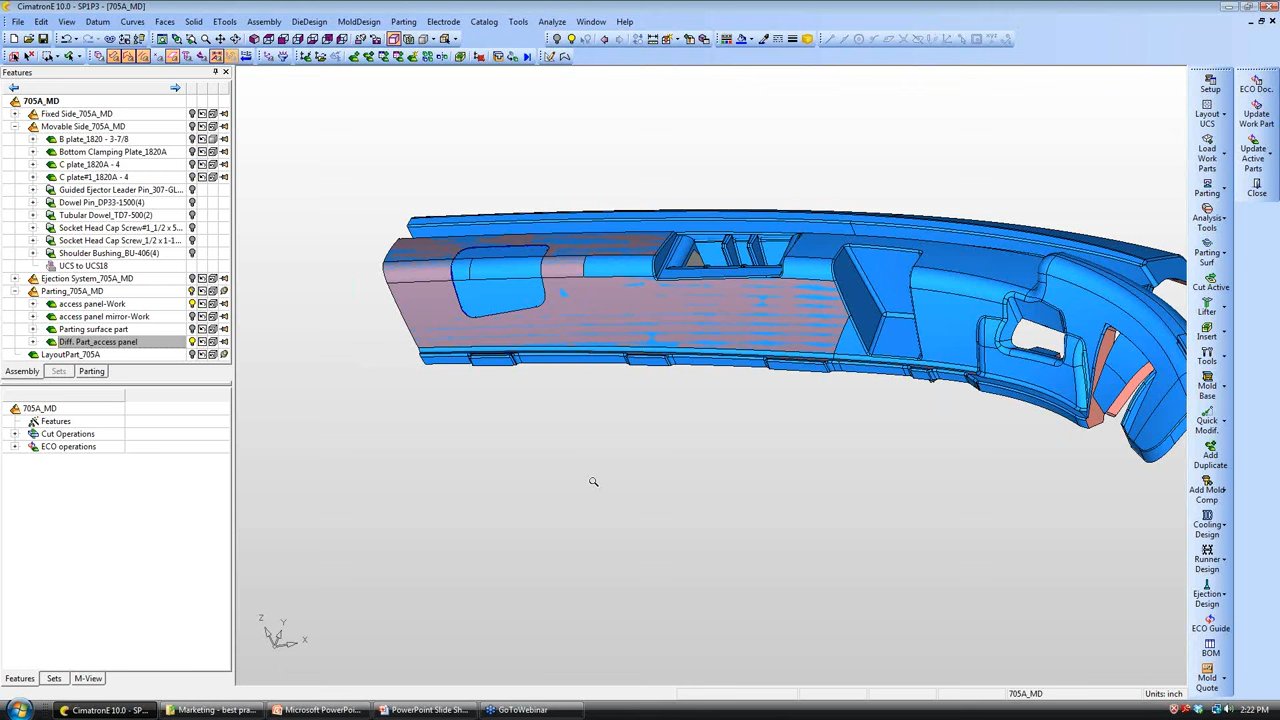 CimatronE 10.0 - SP1P3 - [705A_MD]
File Edit View Datum Curves Faces Solid ETools Assembly DieDesign MoldDesign Parting Electrode Catalog Tools Analyze Window Help
Features
705A_MD
Fixed Side_705A_MD
Movable Side_705A_MD
B plate_1820 - 3-7/8
Bottom Clamping Plate_1820A
C plate_1820A - 4
C plate#1_1820A - 4
Guided Ejector Leader Pin_307-GL...
Dowel Pin_DP33-1500(4)
Tubular Dowel_TD7-500(2)
Socket Head Cap Screw#1_1/2 x 5...
Socket Head Cap Screw_1/2 x 1-1...
Shoulder Bushing_BU-406(4)
UCS to UCS18
Ejection System_705A_MD
Parting_705A_MD
access panel-Work
access panel mirror-Work
Parting surface part
Diff. Part_access panel
LayoutPart_705A
Assembly Sets Parting
705A_MD
Features
Cut Operations
ECO operations
Features Sets M-View
Z
Y
X
Setup
Layout UCS
Load Work Parts
Parting
Analysis Tools
Parting Surf
Cut Active
Lifter
Insert
Tools
Mold Base
Quick Modif.
Add Duplicate
Add Mold Comp
Cooling Design
Runner Design
Ejection Design
ECO Guide
BOM
Mold Quote
ECO Doc.
Update Work Part
Update Active Parts
Close
705A_MD
Units: inch
CimatronE 10.0 - SP...
Marketing - best pra...
Microsoft PowerPoi...
PowerPoint Slide Sh...
GoToWebinar
2:22 PM